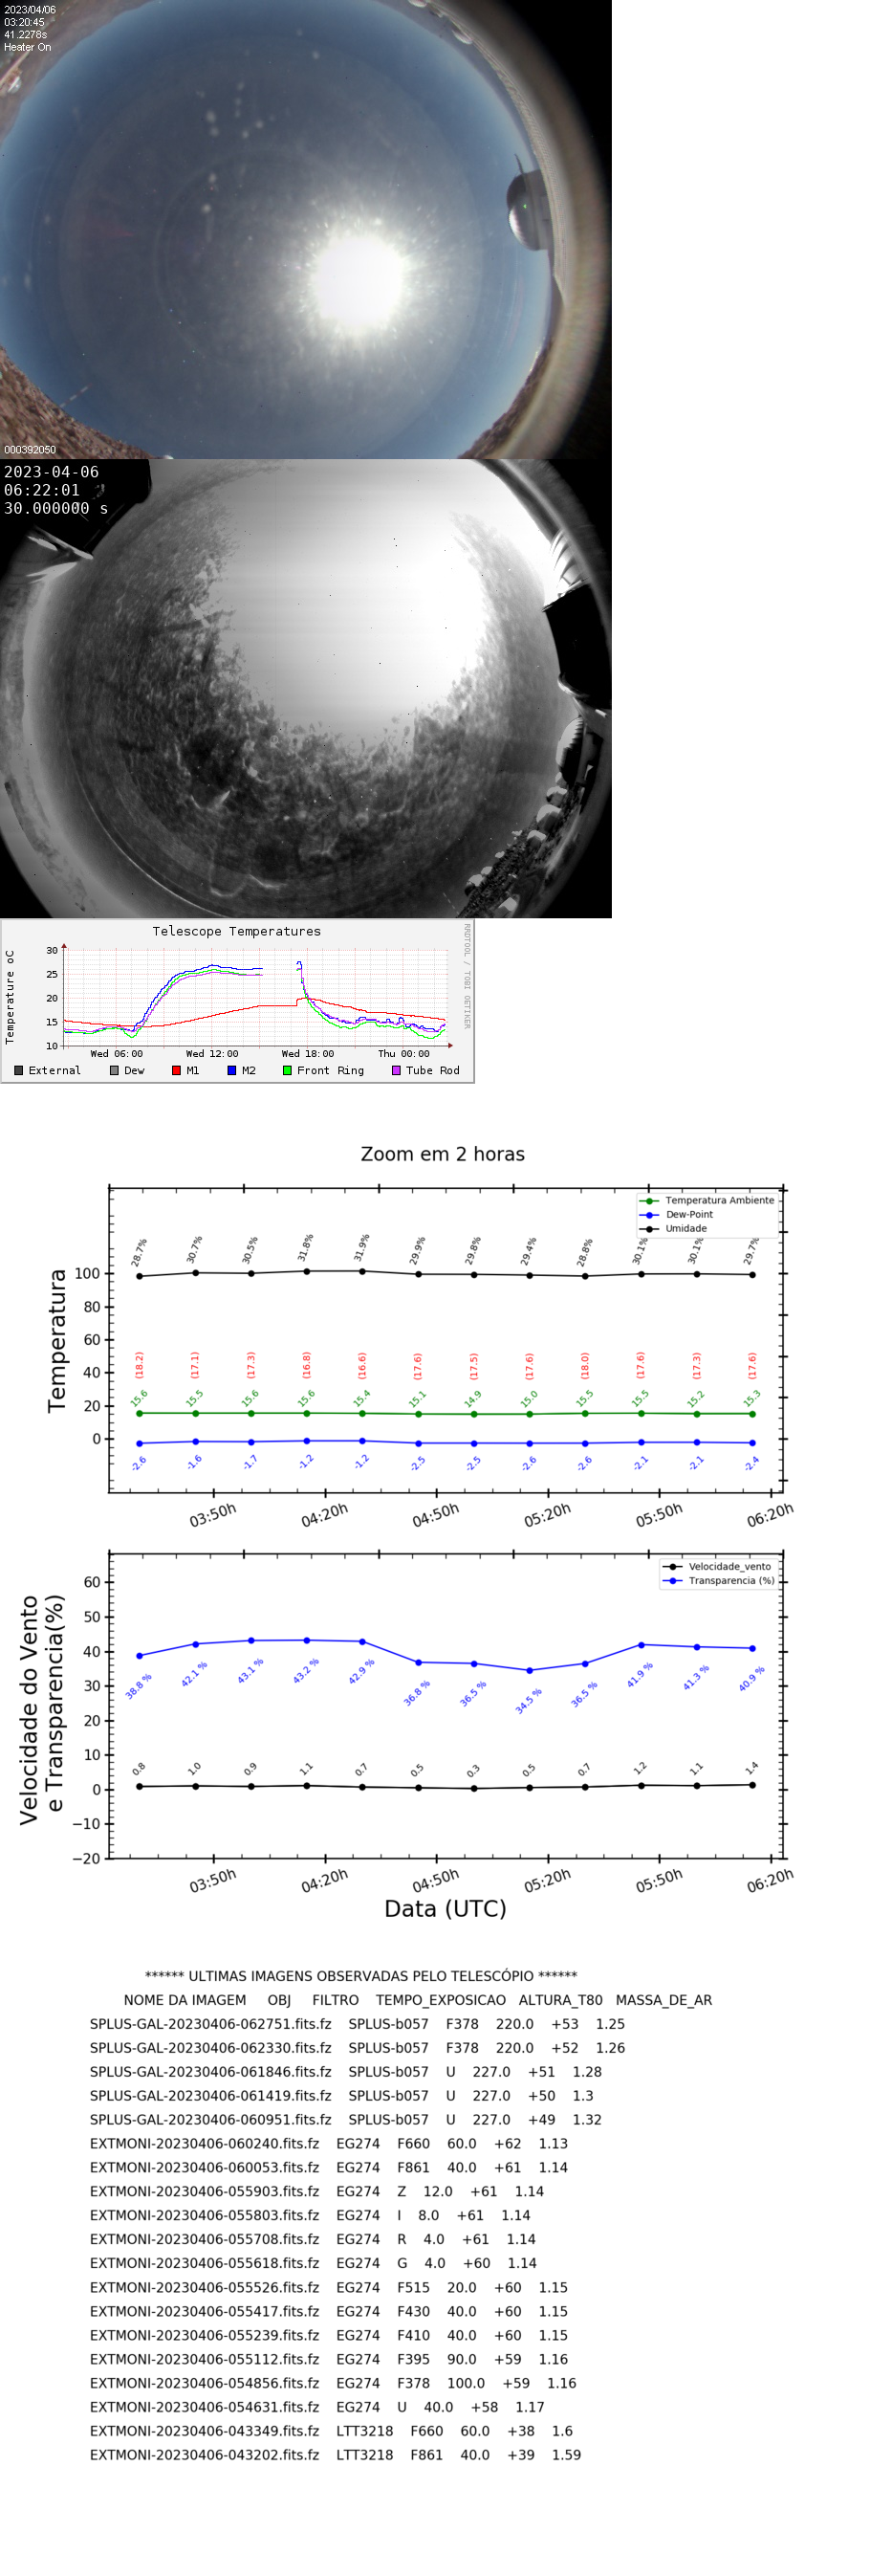 2023/04/06
03:20:45
41.2278s
Heater On
000392050
2023-04-06
06:22:01
30.000000 s
Telescope Temperatures
RRDTOOL / TOBI OETIKER
Temperature oC
30
25
20
15
10
Wed 06:00 Wed 12:00 Wed 18:00 Thu 00:00
External Dew M1 M2 Front Ring Tube Rod
Zoom em 2 horas
Temperatura Ambiente
Dew-Point
Umidade
Temperatura
100
80
60
40
20
0
28.7% 30.7% 30.5% 31.8% 31.9% 29.9% 29.8% 29.4% 28.8% 30.1% 30.1% 29.7%
(18.2) (17.1) (17.3) (16.8) (16.6) (17.6) (17.5) (17.6) (18.0) (17.6) (17.3) (17.6)
15.6 15.5 15.6 15.6 15.4 15.1 14.9 15.0 15.5 15.5 15.2 15.3
-2.6 -1.6 -1.7 -1.2 -1.2 -2.5 -2.5 -2.6 -2.6 -2.1 -2.1 -2.4
03:50h 04:20h 04:50h 05:20h 05:50h 06:20h
Velocidade_vento
Transparencia (%)
Velocidade do Vento
e Transparencia(%)
60
50
40
30
20
10
0
−10
−20
38.8 % 42.1 % 43.1 % 43.2 % 42.9 % 36.8 % 36.5 % 34.5 % 36.5 % 41.9 % 41.3 % 40.9 %
0.8 1.0 0.9 1.1 0.7 0.5 0.3 0.5 0.7 1.2 1.1 1.4
03:50h 04:20h 04:50h 05:20h 05:50h 06:20h
Data (UTC)
****** ULTIMAS IMAGENS OBSERVADAS PELO TELESCÓPIO ******
NOME DA IMAGEM OBJ FILTRO TEMPO_EXPOSICAO ALTURA_T80 MASSA_DE_AR
SPLUS-GAL-20230406-062751.fits.fz SPLUS-b057 F378 220.0 +53 1.25
SPLUS-GAL-20230406-062330.fits.fz SPLUS-b057 F378 220.0 +52 1.26
SPLUS-GAL-20230406-061846.fits.fz SPLUS-b057 U 227.0 +51 1.28
SPLUS-GAL-20230406-061419.fits.fz SPLUS-b057 U 227.0 +50 1.3
SPLUS-GAL-20230406-060951.fits.fz SPLUS-b057 U 227.0 +49 1.32
EXTMONI-20230406-060240.fits.fz EG274 F660 60.0 +62 1.13
EXTMONI-20230406-060053.fits.fz EG274 F861 40.0 +61 1.14
EXTMONI-20230406-055903.fits.fz EG274 Z 12.0 +61 1.14
EXTMONI-20230406-055803.fits.fz EG274 I 8.0 +61 1.14
EXTMONI-20230406-055708.fits.fz EG274 R 4.0 +61 1.14
EXTMONI-20230406-055618.fits.fz EG274 G 4.0 +60 1.14
EXTMONI-20230406-055526.fits.fz EG274 F515 20.0 +60 1.15
EXTMONI-20230406-055417.fits.fz EG274 F430 40.0 +60 1.15
EXTMONI-20230406-055239.fits.fz EG274 F410 40.0 +60 1.15
EXTMONI-20230406-055112.fits.fz EG274 F395 90.0 +59 1.16
EXTMONI-20230406-054856.fits.fz EG274 F378 100.0 +59 1.16
EXTMONI-20230406-054631.fits.fz EG274 U 40.0 +58 1.17
EXTMONI-20230406-043349.fits.fz LTT3218 F660 60.0 +38 1.6
EXTMONI-20230406-043202.fits.fz LTT3218 F861 40.0 +39 1.59